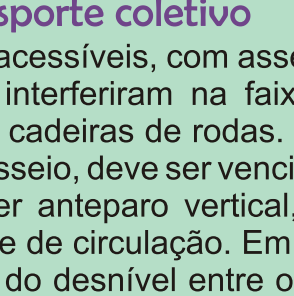 sporte coletivo
acessíveis, com asse
interferiram na faix
cadeiras de rodas.
sseio, deve ser venci
er anteparo vertical,
e de circulação. Em
do desnível entre o